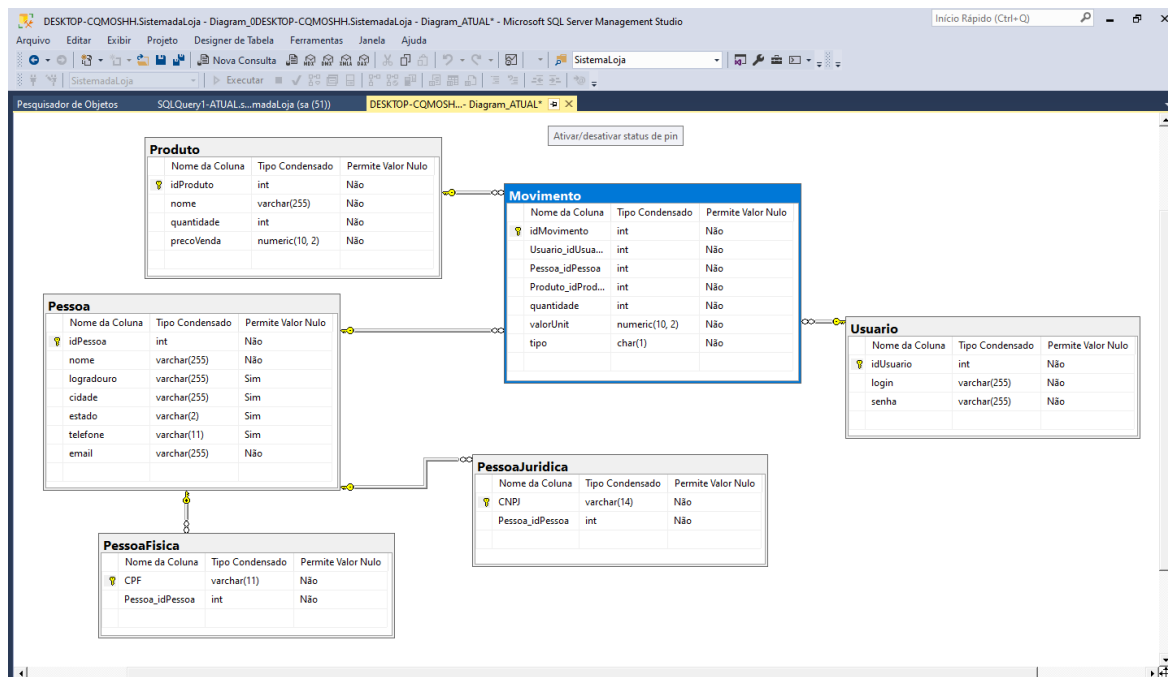 DESKTOP-CQMOSHH.SistemadaLoja - Diagram_0DESKTOP-CQMOSHH.SistemadaLoja - Diagram_ATUAL* - Microsoft SQL Server Management Studio
Início Rápido (Ctrl+Q)
Arquivo Editar Exibir Projeto Designer de Tabela Ferramentas Janela Ajuda
Nova Consulta SistemaLoja
SistemadaLoja Executar
Pesquisador de Objetos SQLQuery1-ATUAL.s...madaLoja (sa (51)) DESKTOP-CQMOSH...- Diagram_ATUAL*
Ativar/desativar status de pin
Produto
Nome da Coluna Tipo Condensado Permite Valor Nulo
idProduto int Não
nome varchar(255) Não
quantidade int Não
precoVenda numeric(10, 2) Não
Movimento
Nome da Coluna Tipo Condensado Permite Valor Nulo
idMovimento int Não
Usuario_idUsua... int Não
Pessoa_idPessoa int Não
Produto_idProd... int Não
quantidade int Não
valorUnit numeric(10, 2) Não
tipo char(1) Não
Pessoa
Nome da Coluna Tipo Condensado Permite Valor Nulo
idPessoa int Não
nome varchar(255) Não
logradouro varchar(255) Sim
cidade varchar(255) Sim
estado varchar(2) Sim
telefone varchar(11) Sim
email varchar(255) Não
Usuario
Nome da Coluna Tipo Condensado Permite Valor Nulo
idUsuario int Não
login varchar(255) Não
senha varchar(255) Não
PessoaJuridica
Nome da Coluna Tipo Condensado Permite Valor Nulo
CNPJ varchar(14) Não
Pessoa_idPessoa int Não
PessoaFisica
Nome da Coluna Tipo Condensado Permite Valor Nulo
CPF varchar(11) Não
Pessoa_idPessoa int Não